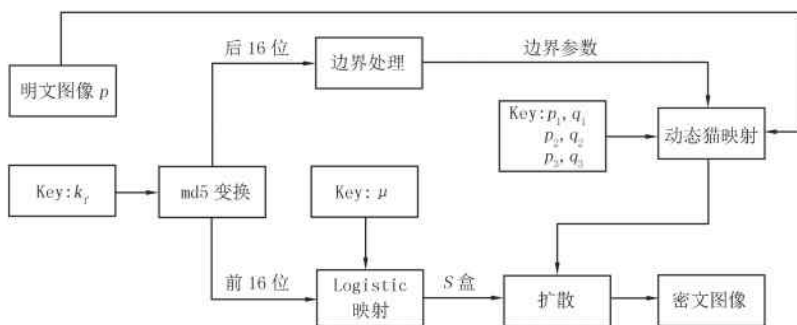 后 16 位
边界处理
边界参数
明文图像 p
Key:p₁, q₁
p₂, q₂
p₃, q₃
动态猫映射
Key:kᵣ
md5 变换
Key: μ
前 16 位
Logistic
映射
S 盒
扩散
密文图像